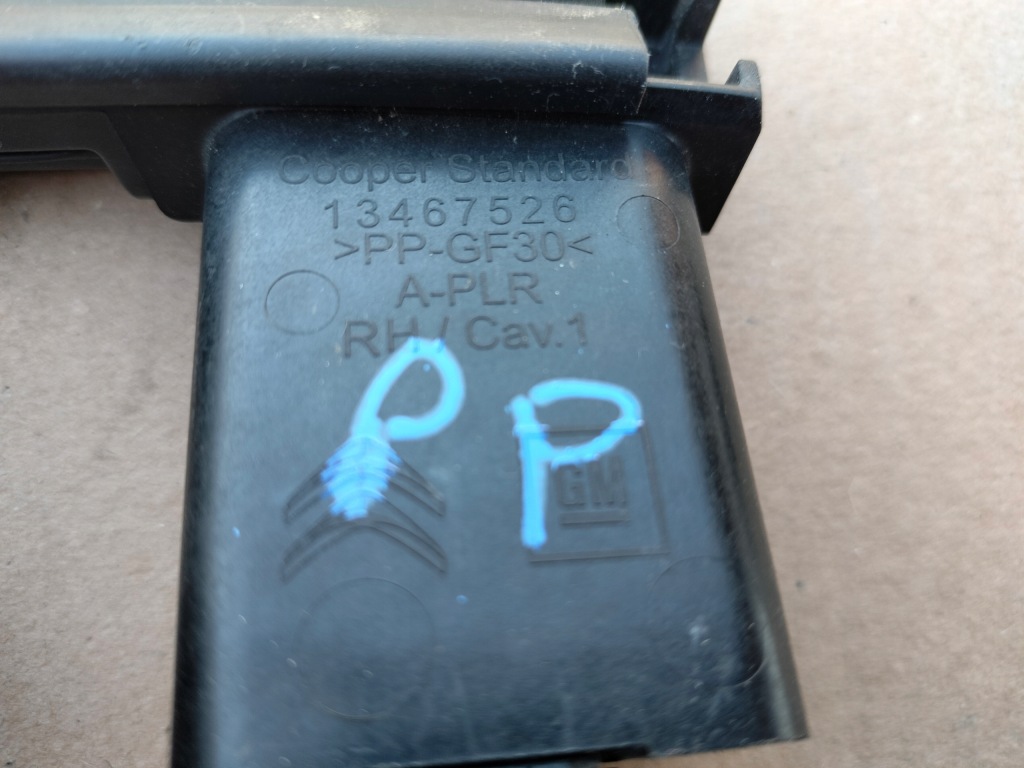 Cooper Standard
13467526
>PP-GF30<
A-PLR
RH / Cav.1
P P
GM